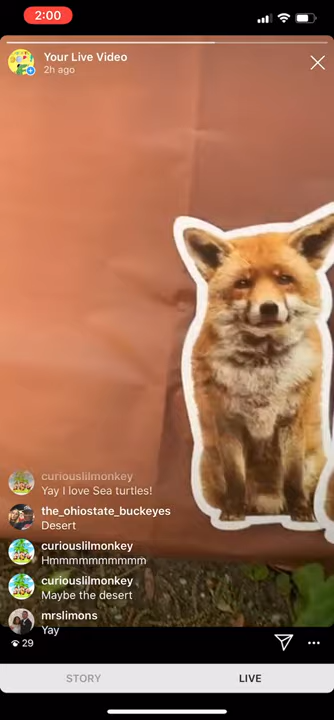 2:00
Your Live Video
2h ago
curiouslilmonkey
Yay I love Sea turtles!
the_ohiostate_buckeyes
Desert
curiouslilmonkey
Hmmmmmmmmmm
curiouslilmonkey
Maybe the desert
mrslimons
Yay
29
STORY
LIVE